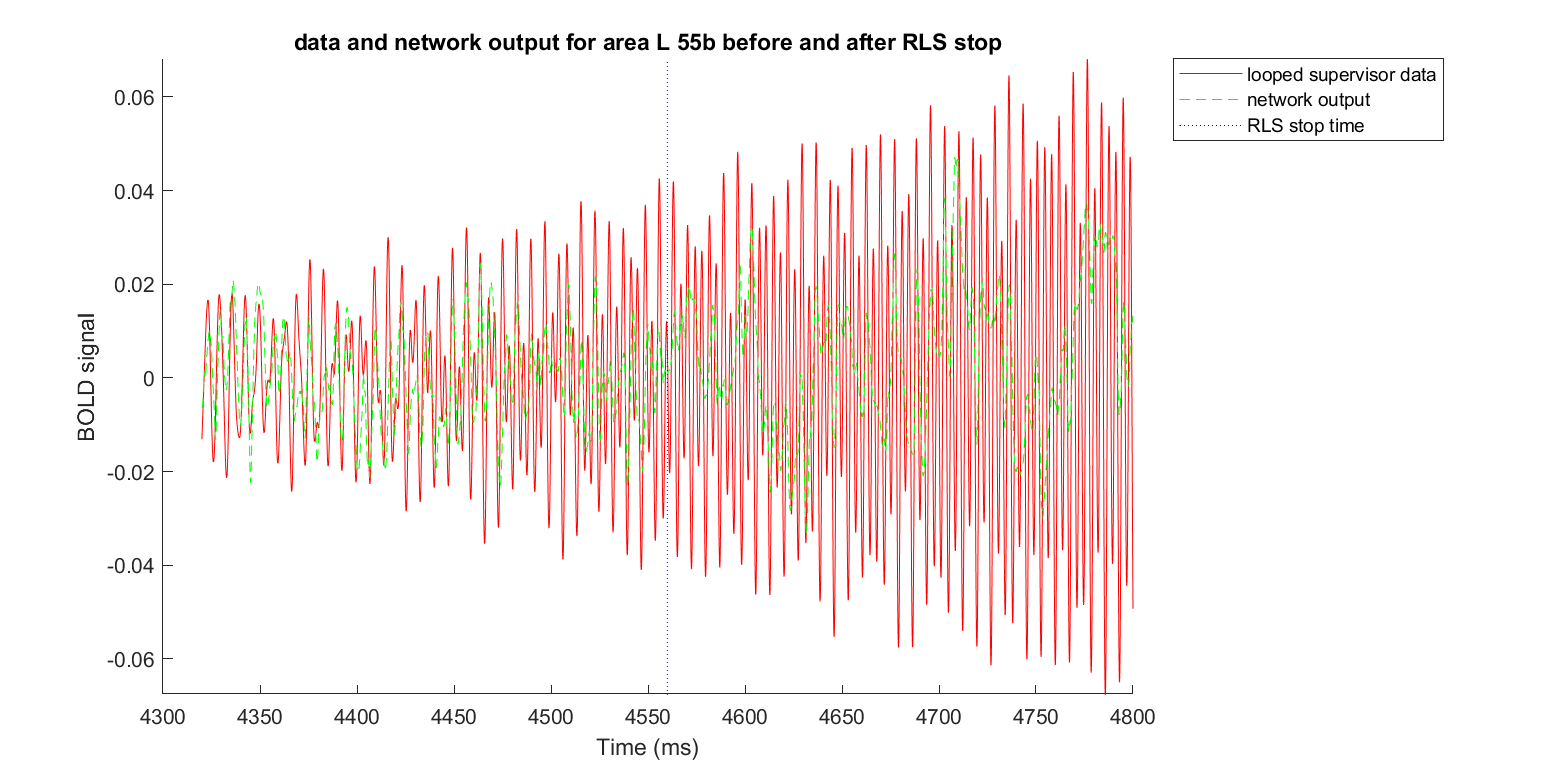 data and network output for area L 55b before and after RLS stop
looped supervisor data
network output
RLS stop time
BOLD signal
0.06
0.04
0.02
0
-0.02
-0.04
-0.06
4300 4350 4400 4450 4500 4550 4600 4650 4700 4750 4800
Time (ms)